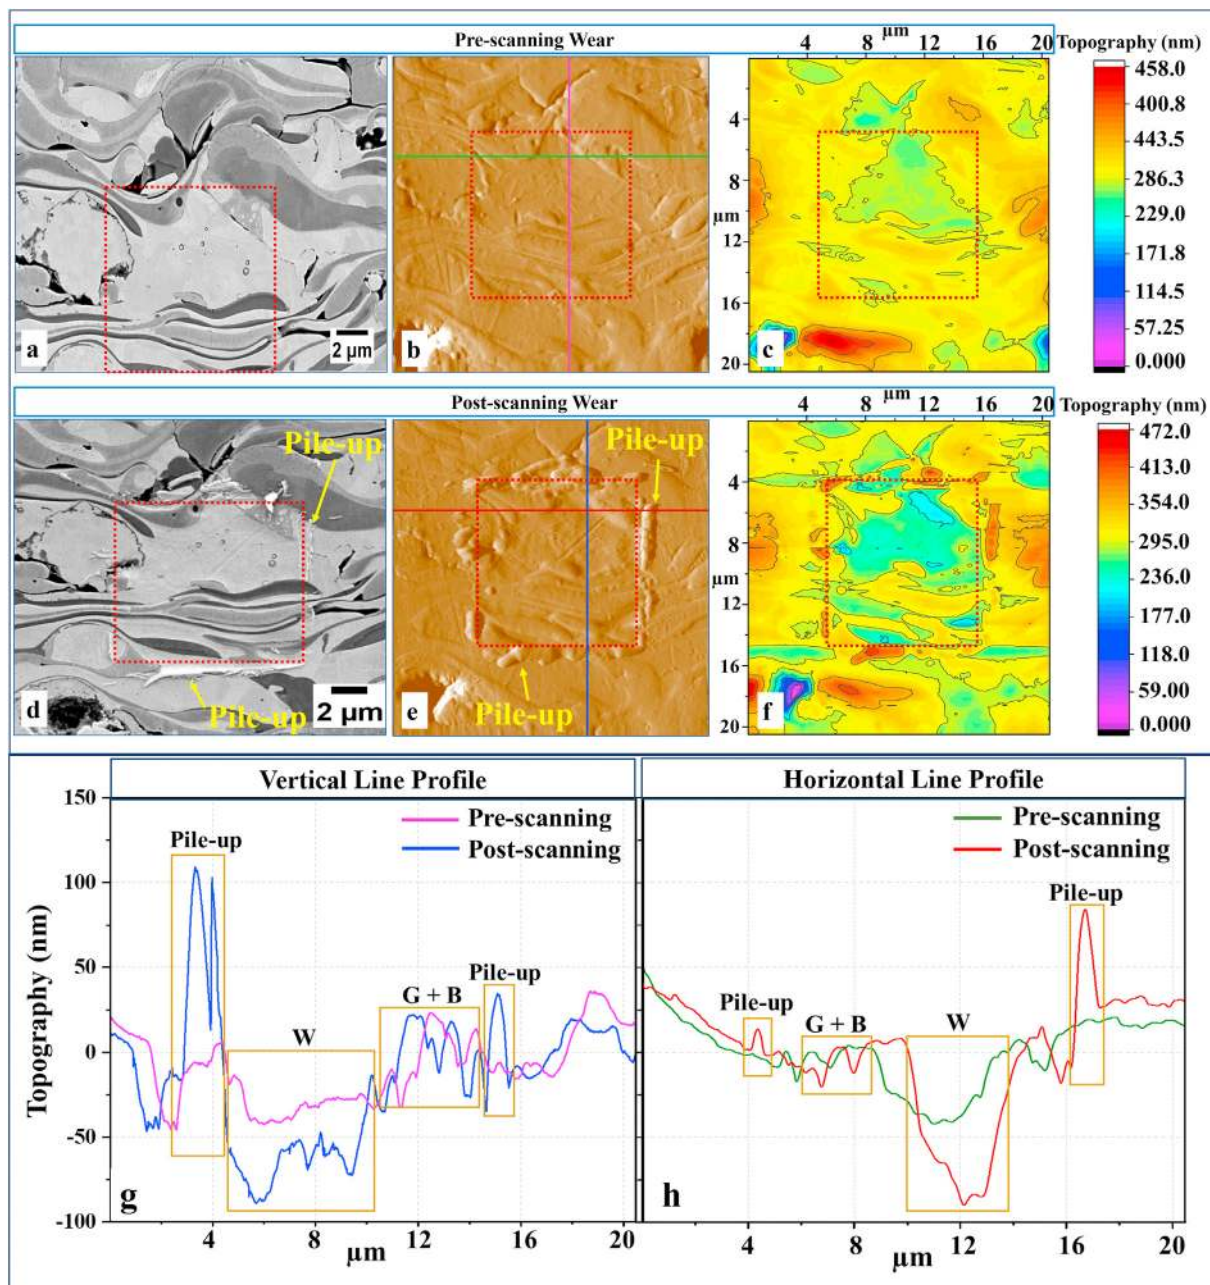 Pre-scanning Wear
µm
4 8 12 16 20
Topography (nm)
458.0
400.8
443.5
286.3
229.0
171.8
114.5
57.25
0.000
4
8
µm
12
16
20
a
2 µm
b
c
Post-scanning Wear
µm
4 8 12 16 20
Topography (nm)
472.0
413.0
354.0
295.0
236.0
177.0
118.0
59.00
0.000
4
8
µm
12
16
20
Pile-up
Pile-up
d
2 µm
Pile-up
Pile-up
e
f
Vertical Line Profile
Topography (nm)
150
100
50
0
-50
-100
Pre-scanning
Post-scanning
Pile-up
W
G + B
Pile-up
g
4 8 12 16 20
µm
Horizontal Line Profile
Pre-scanning
Post-scanning
Pile-up
G + B
W
Pile-up
h
4 8 12 16 20
µm